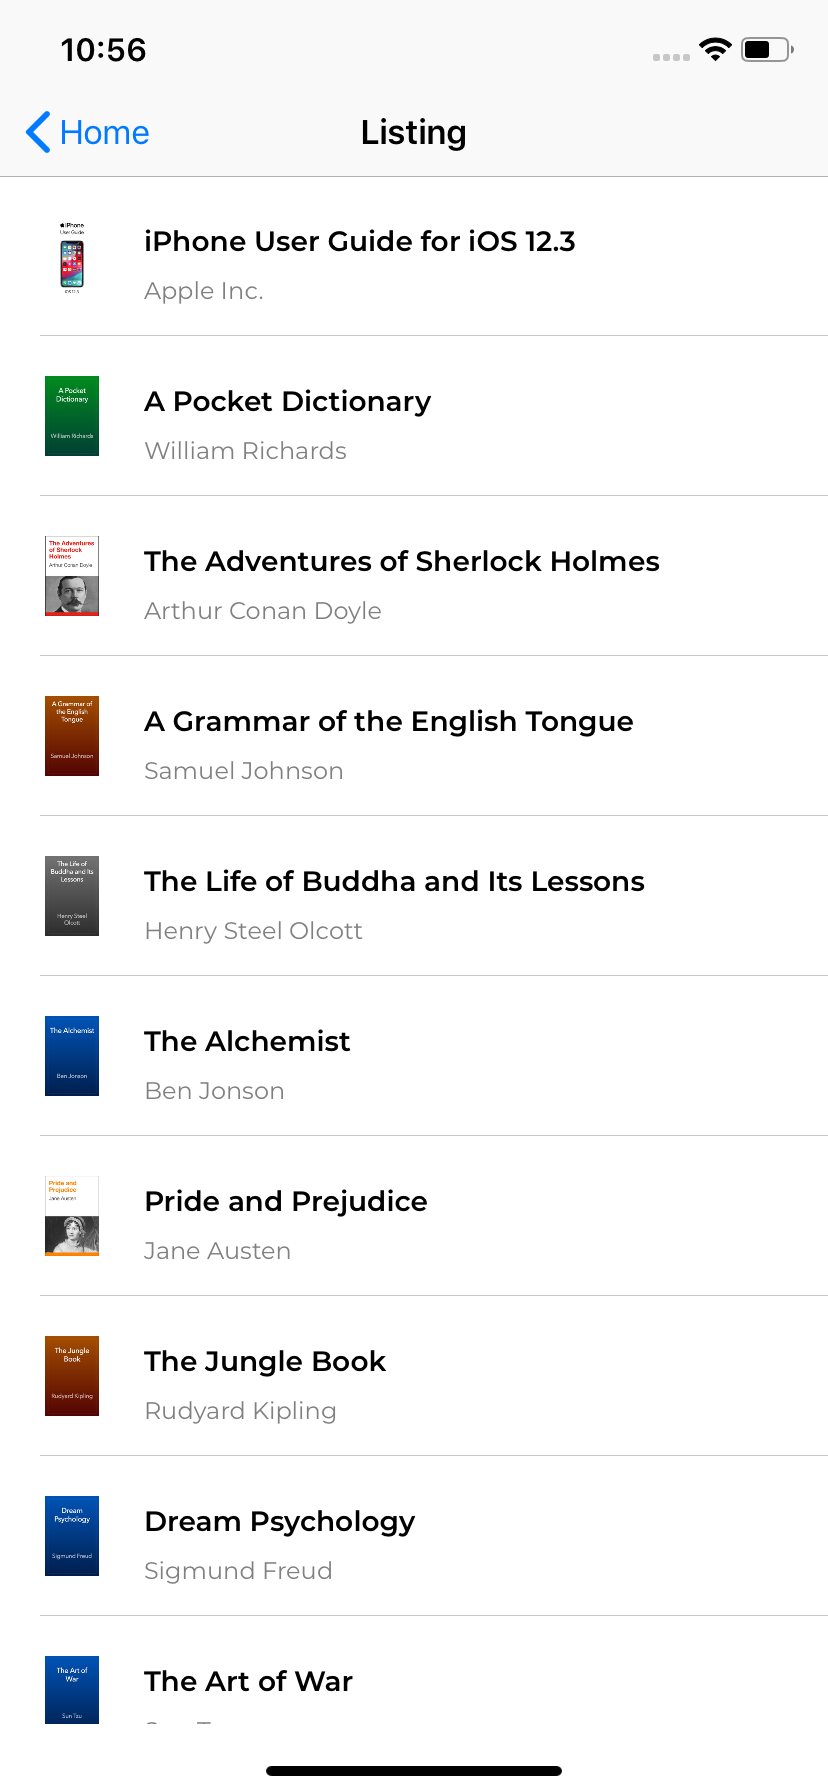 10:56
Home
Listing
iPhone
User Guide
iOS 12.3
iPhone User Guide for iOS 12.3
Apple Inc.
A Pocket
Dictionary
William Richards
A Pocket Dictionary
William Richards
The Adventures
of Sherlock
Holmes
Arthur Conan Doyle
The Adventures of Sherlock Holmes
Arthur Conan Doyle
A Grammar of
the English
Tongue
Samuel Johnson
A Grammar of the English Tongue
Samuel Johnson
The Life of
Buddha and Its
Lessons
Henry Steel
Olcott
The Life of Buddha and Its Lessons
Henry Steel Olcott
The Alchemist
Ben Jonson
The Alchemist
Ben Jonson
Pride and
Prejudice
Jane Austen
Pride and Prejudice
Jane Austen
The Jungle
Book
Rudyard Kipling
The Jungle Book
Rudyard Kipling
Dream
Psychology
Sigmund Freud
Dream Psychology
Sigmund Freud
The Art of
War
Sun Tzu
The Art of War